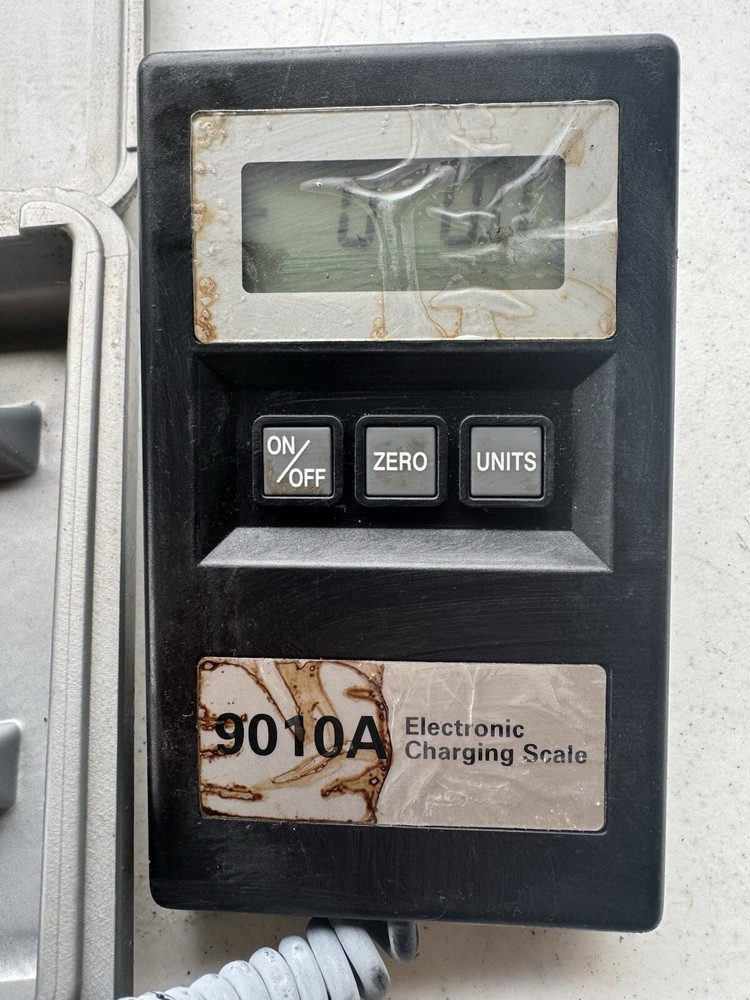 ON/OFF
ZERO
UNITS
9010A
Electronic
Charging Scale